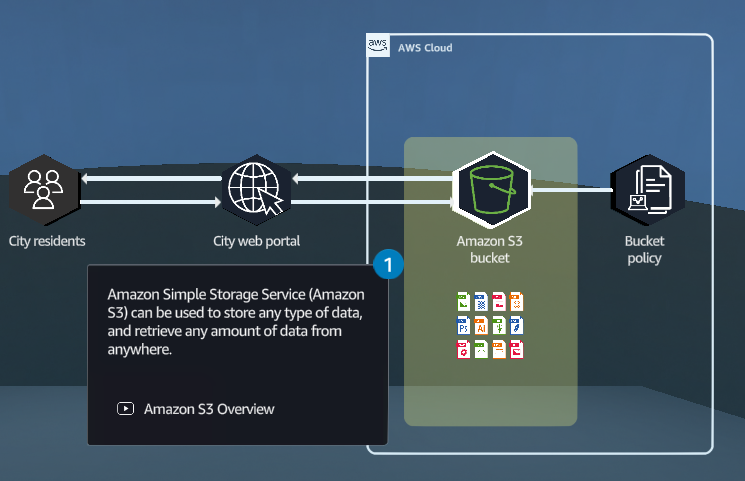 aws
AWS Cloud
City residents
City web portal
Amazon S3
bucket
Bucket
policy
1
Amazon Simple Storage Service (Amazon
S3) can be used to store any type of data,
and retrieve any amount of data from
anywhere.
Amazon S3 Overview
Ps
Ai